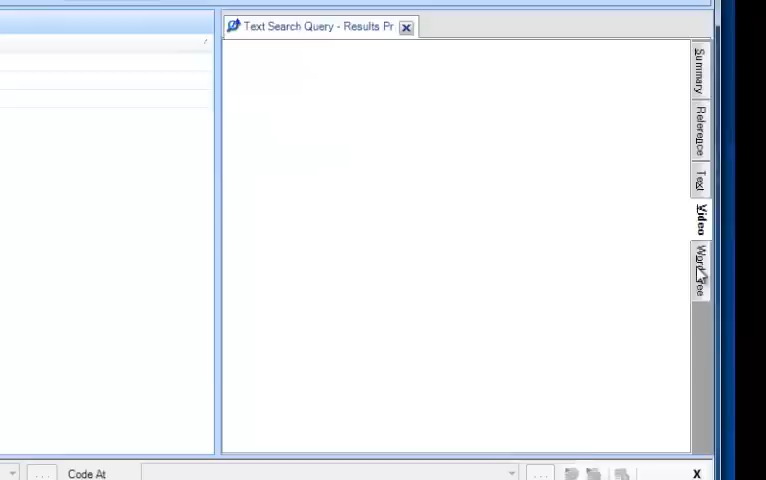 Text Search Query - Results Pr
Summary
Reference
Text
Video
Code At
X